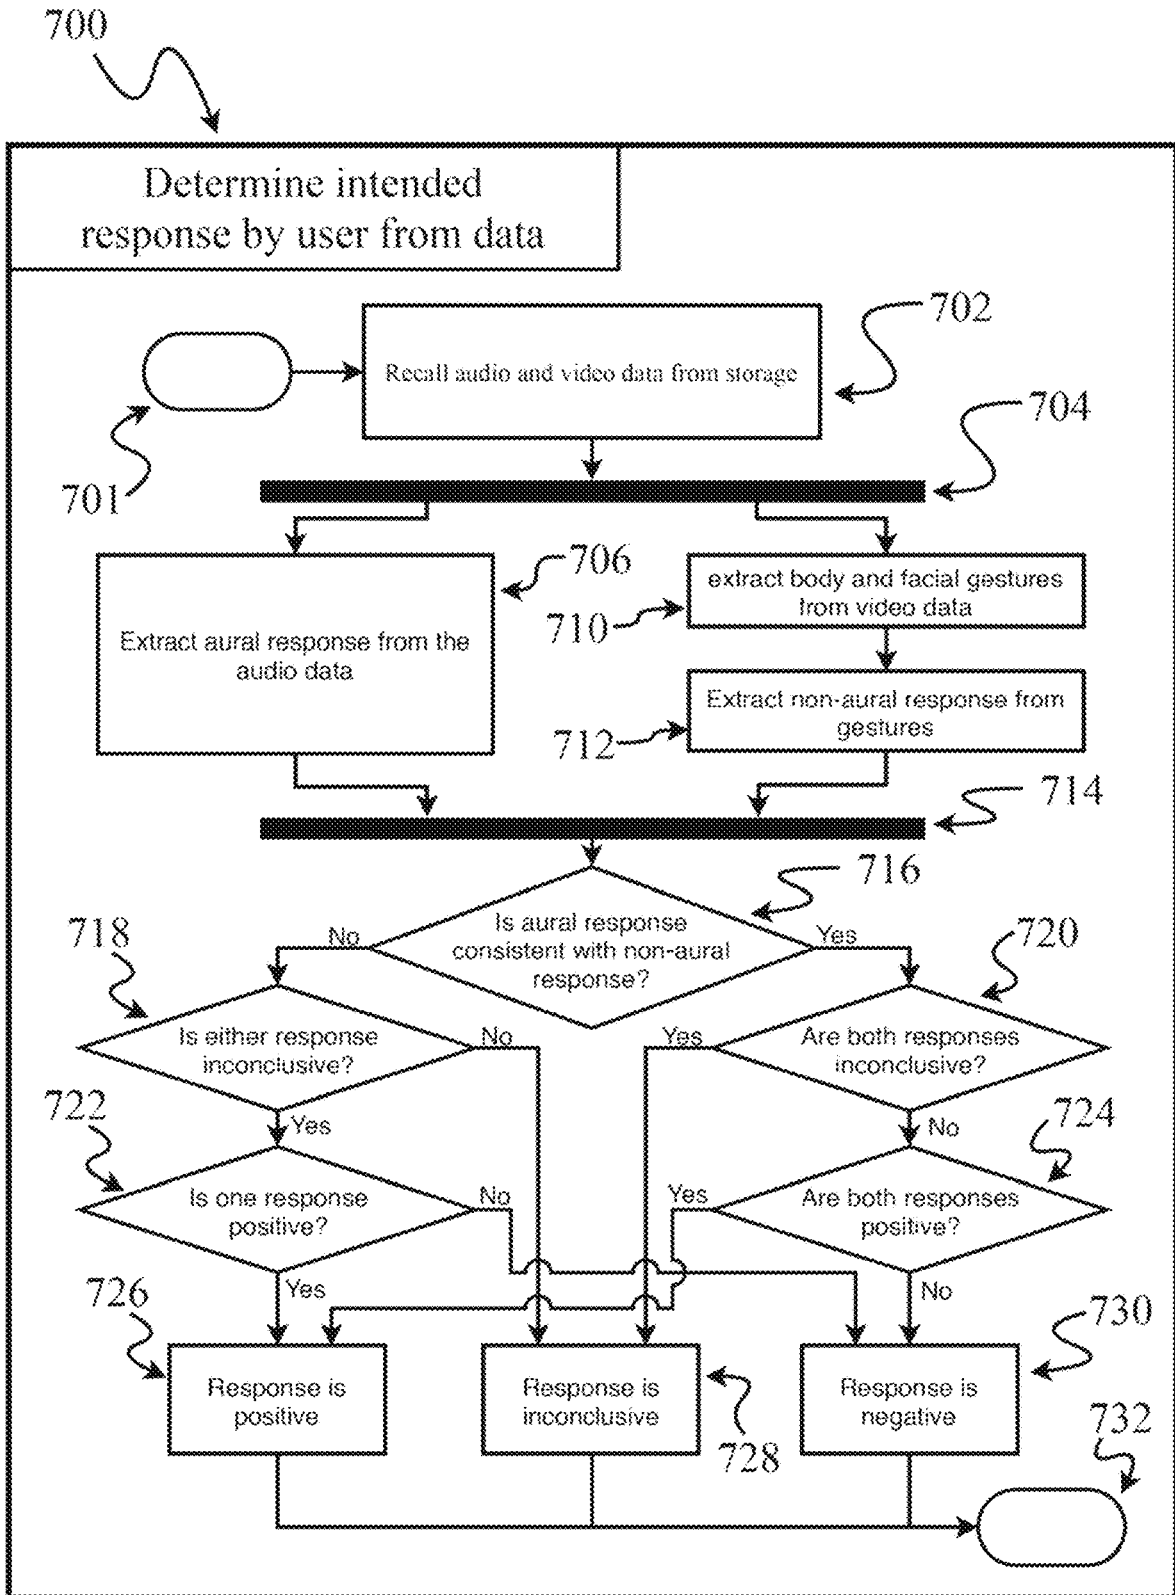 700
Determine intended
response by user from data
702
Recall audio and video data from storage
701
704
706
Extract aural response from the
audio data
extract body and facial gestures
from video data
710
Extract non-aural response from
gestures
712
714
716
Is aural response
consistent with non-aural
response?
No
Yes
718
720
Is either response
inconclusive?
No
Yes
Are both responses
inconclusive?
722
Yes
No
724
Is one response
positive?
No
Yes
Are both responses
positive?
Yes
No
726
730
Response is
positive
Response is
inconclusive
Response is
negative
728
732